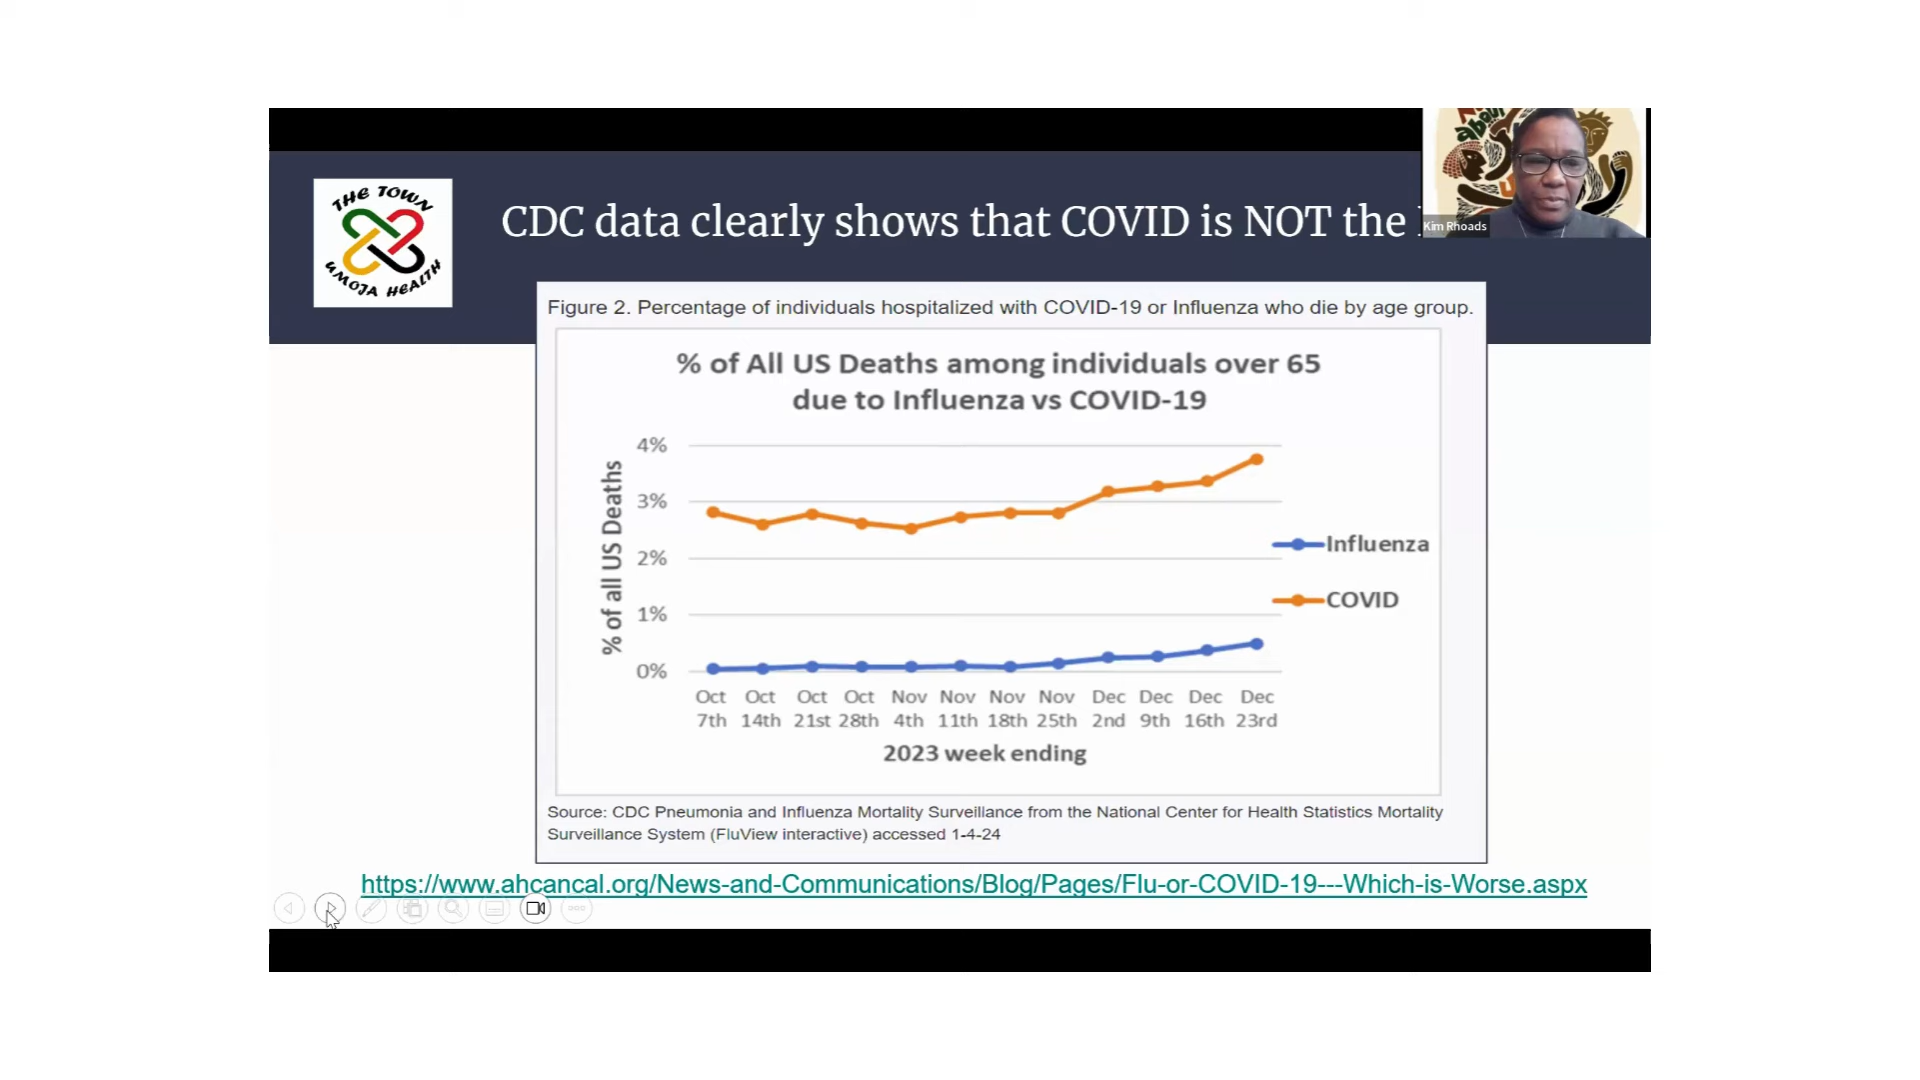 THE TOWN
UMOJA HEALTH
CDC data clearly shows that COVID is NOT the
About
Kim Rhoads
Figure 2. Percentage of individuals hospitalized with COVID-19 or Influenza who die by age group.
% of All US Deaths among individuals over 65
due to Influenza vs COVID-19
% of all US Deaths
4%
3%
2%
1%
0%
Influenza
COVID
Oct Oct Oct Oct Nov Nov Nov Nov Dec Dec Dec Dec
7th 14th 21st 28th 4th 11th 18th 25th 2nd 9th 16th 23rd
2023 week ending
Source: CDC Pneumonia and Influenza Mortality Surveillance from the National Center for Health Statistics Mortality
Surveillance System (FluView interactive) accessed 1-4-24
https://www.ahcancal.org/News-and-Communications/Blog/Pages/Flu-or-COVID-19---Which-is-Worse.aspx